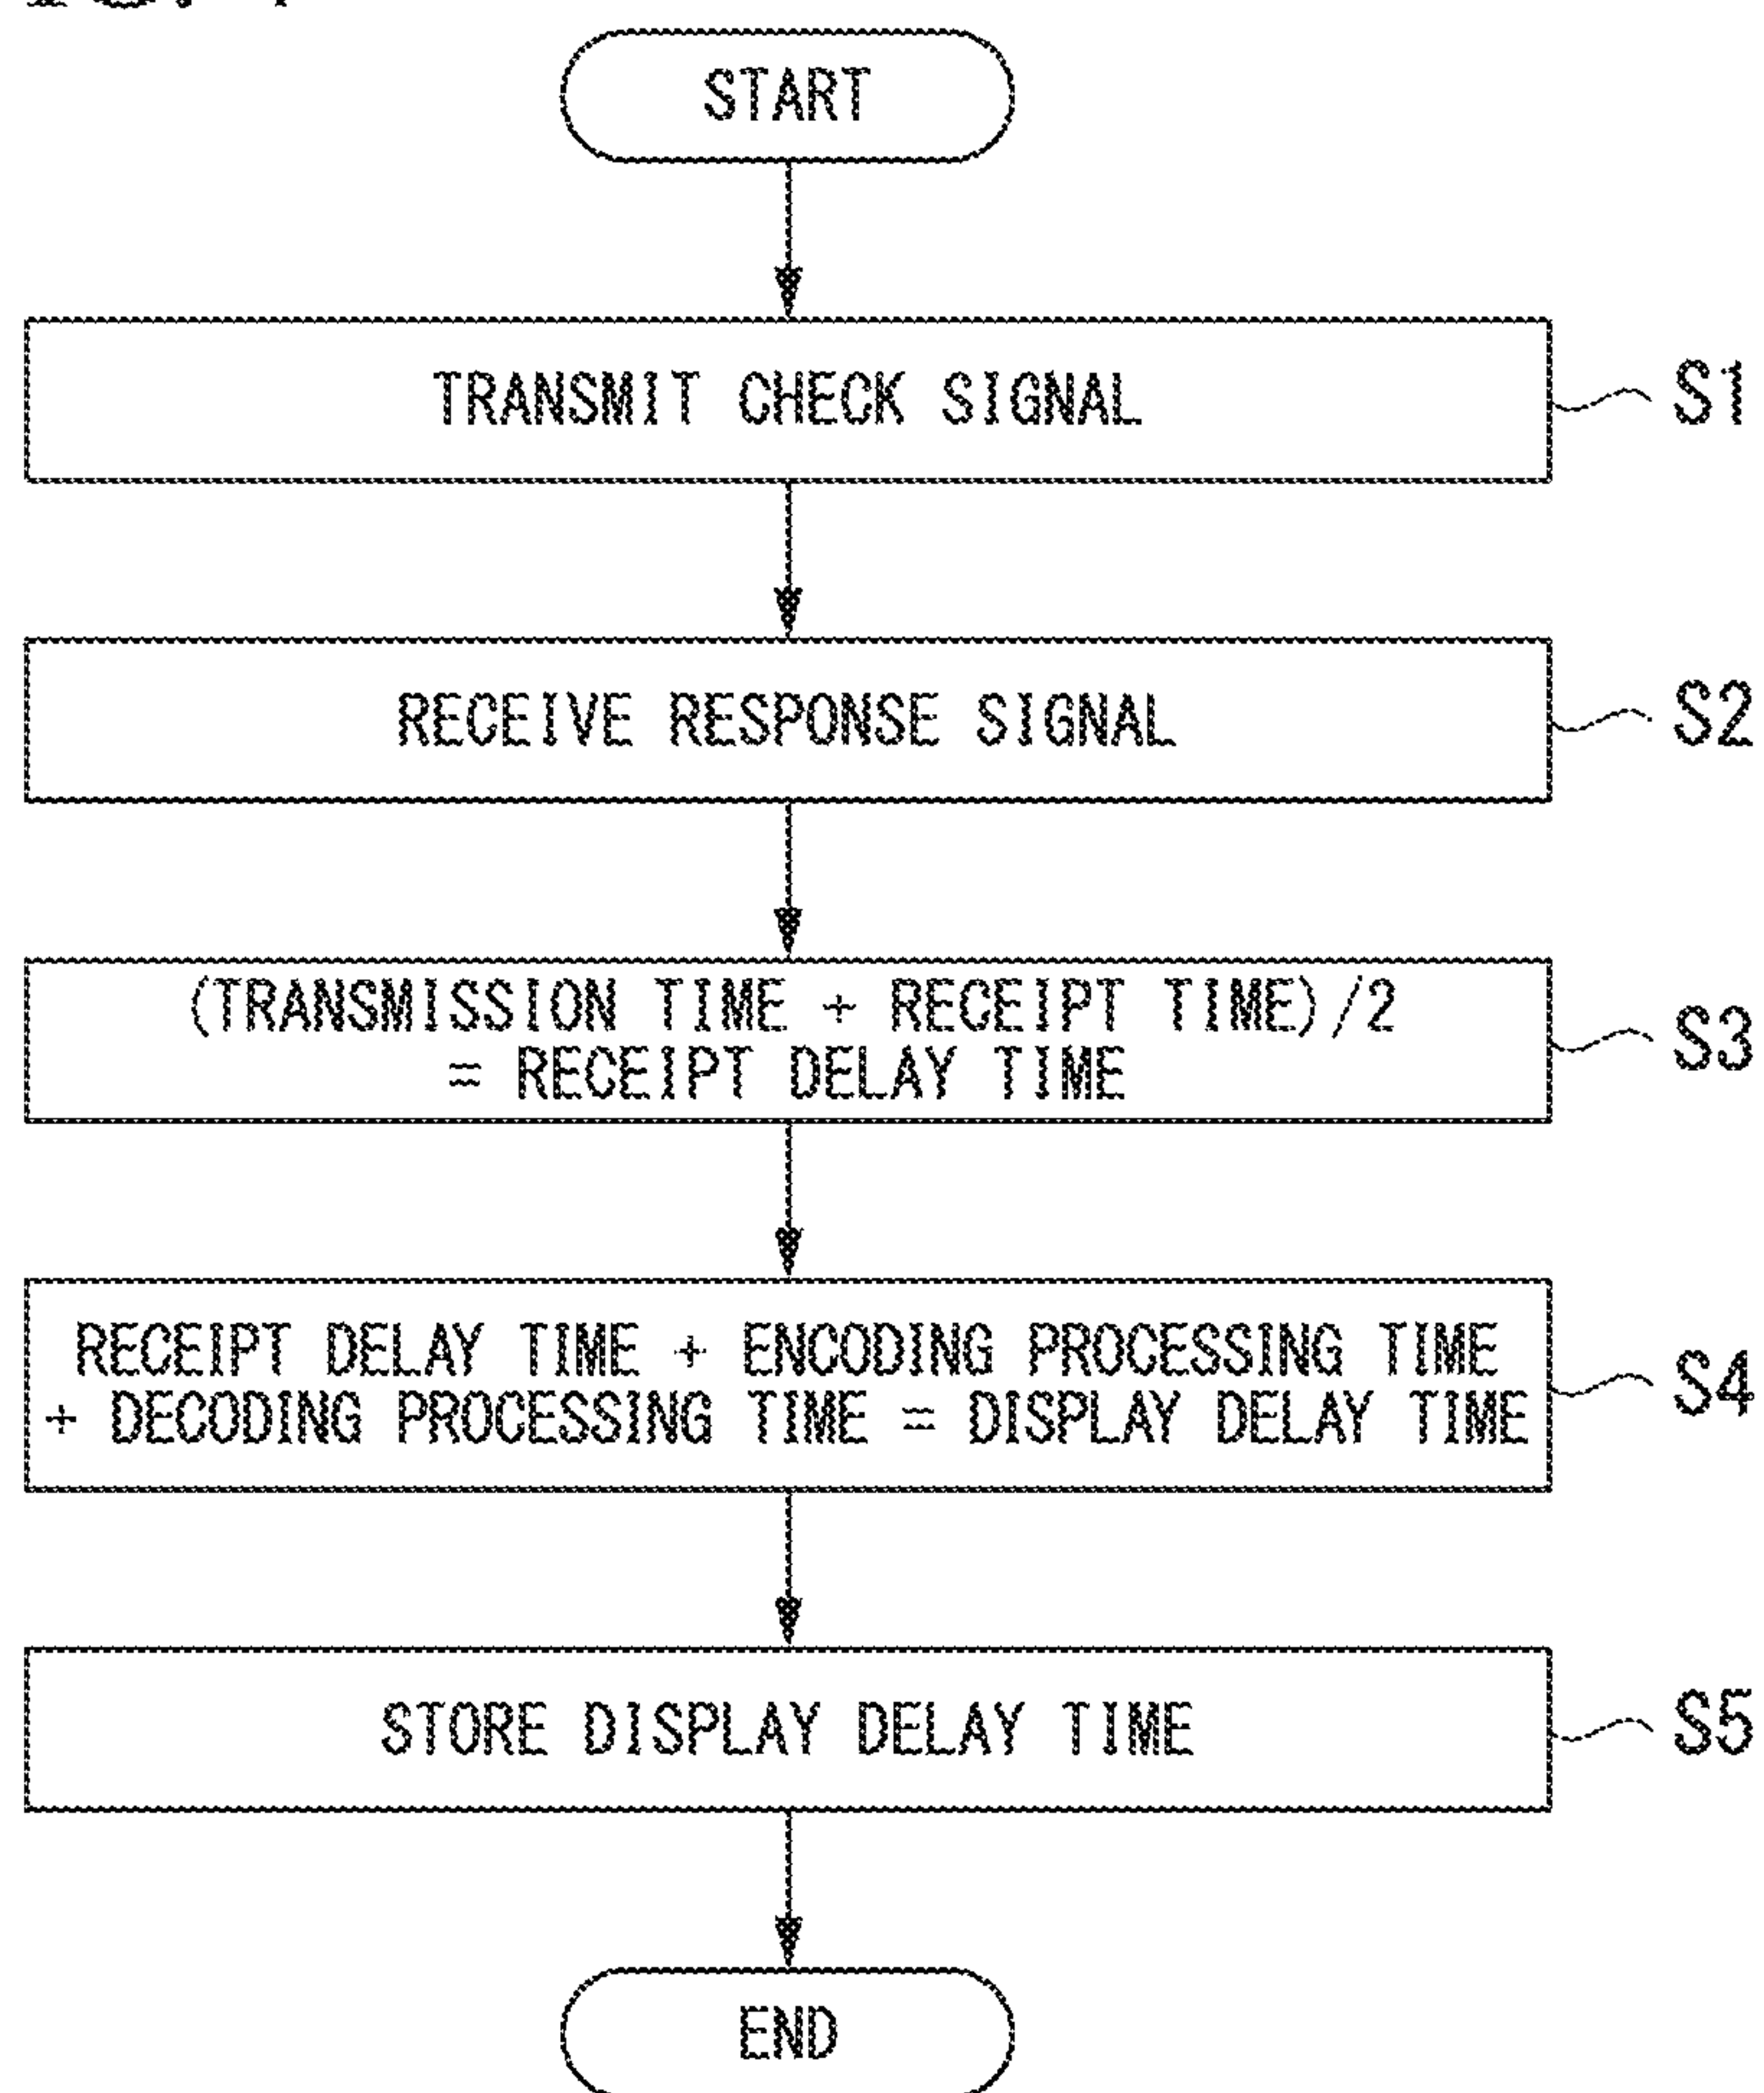 START
TRANSMIT CHECK SIGNAL
S1
RECEIVE RESPONSE SIGNAL
S2
(TRANSMISSION TIME + RECEIPT TIME)/2
= RECEIPT DELAY TIME
S3
RECEIPT DELAY TIME + ENCODING PROCESSING TIME
+ DECODING PROCESSING TIME = DISPLAY DELAY TIME
S4
STORE DISPLAY DELAY TIME
S5
END